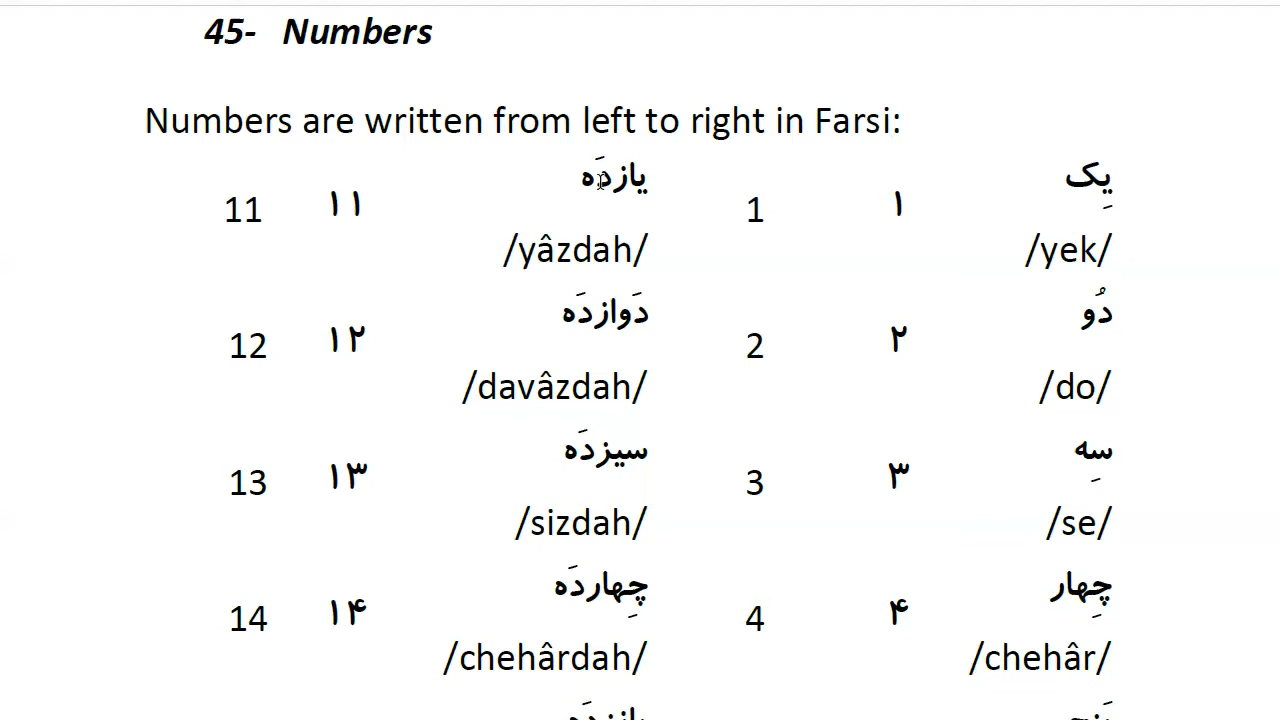 45- Numbers
Numbers are written from left to right in Farsi:
یازدَه
11 ۱۱
/yâzdah/
یِک
1 ۱
/yek/
دَوازدَه
12 ۱۲
/davâzdah/
دُو
2 ۲
/do/
سیزدَه
13 ۱۳
/sizdah/
سِه
3 ۳
/se/
چِهاردَه
14 ۱۴
/chehârdah/
چِهار
4 ۴
/chehâr/